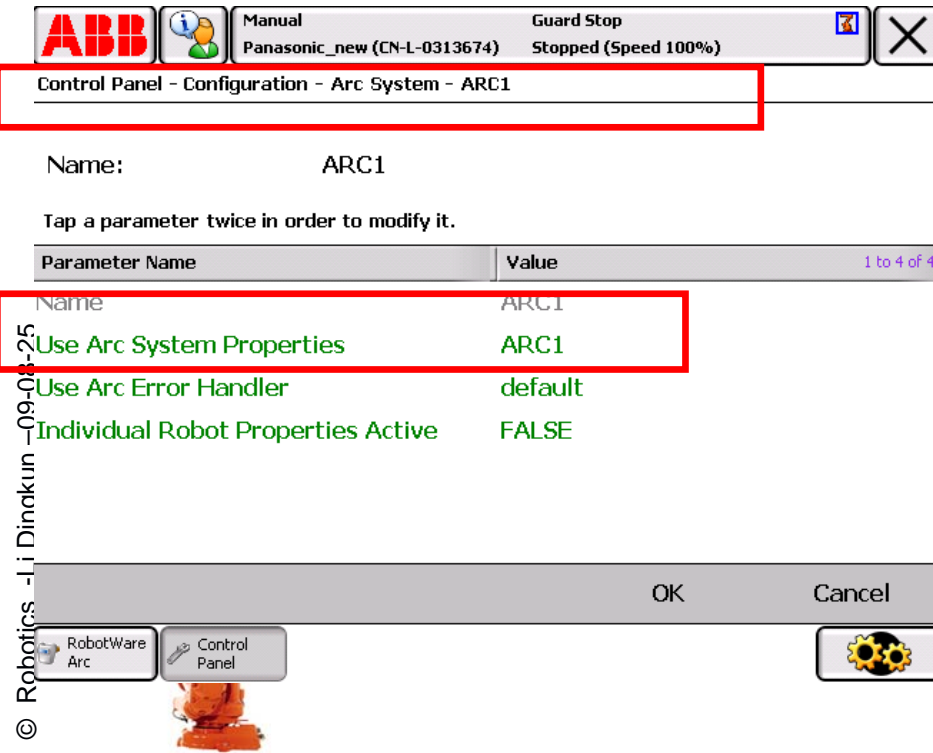 ABB
Manual
Guard Stop
Panasonic_new (CN-L-0313674)
Stopped (Speed 100%)
Control Panel - Configuration - Arc System - ARC1
Name:
ARC1
Tap a parameter twice in order to modify it.
Parameter Name
Value
1 to 4 of 4
Name
ARC1
Use Arc System Properties
ARC1
Use Arc Error Handler
default
Individual Robot Properties Active
FALSE
OK
Cancel
RobotWare
Arc
Control
Panel
© Robotics -Li Dingkun –09-08-25